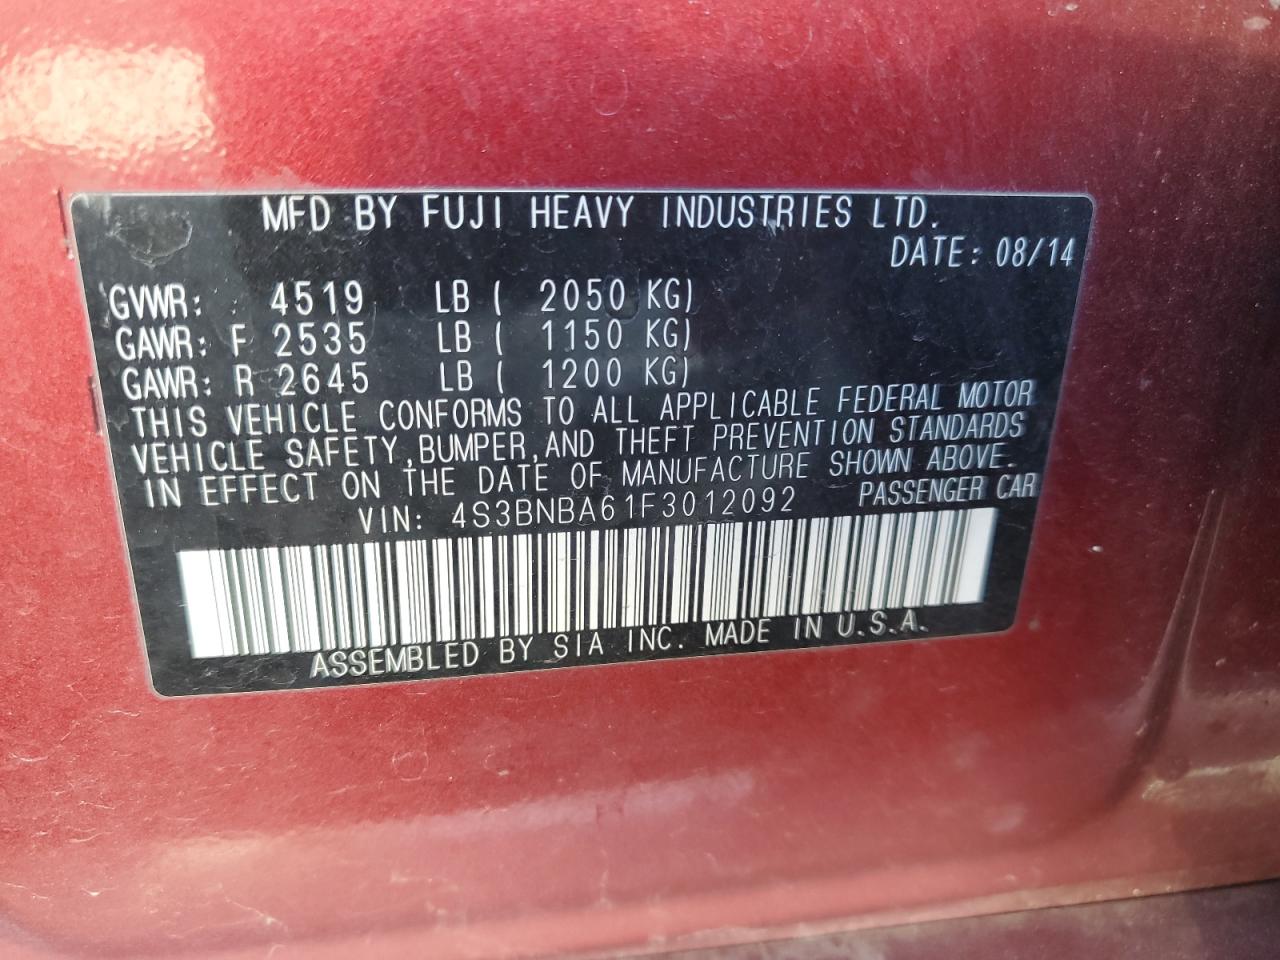 MFD BY FUJI HEAVY INDUSTRIES LTD.
DATE: 08/14
GVWR: 4519 LB ( 2050 KG)
GAWR: F 2535 LB ( 1150 KG)
GAWR: R 2645 LB ( 1200 KG)
THIS VEHICLE CONFORMS TO ALL APPLICABLE FEDERAL MOTOR
VEHICLE SAFETY,BUMPER,AND THEFT PREVENTION STANDARDS
IN EFFECT ON THE DATE OF MANUFACTURE SHOWN ABOVE.
VIN: 4S3BNBA61F3012092 PASSENGER CAR
ASSEMBLED BY SIA INC. MADE IN U.S.A.